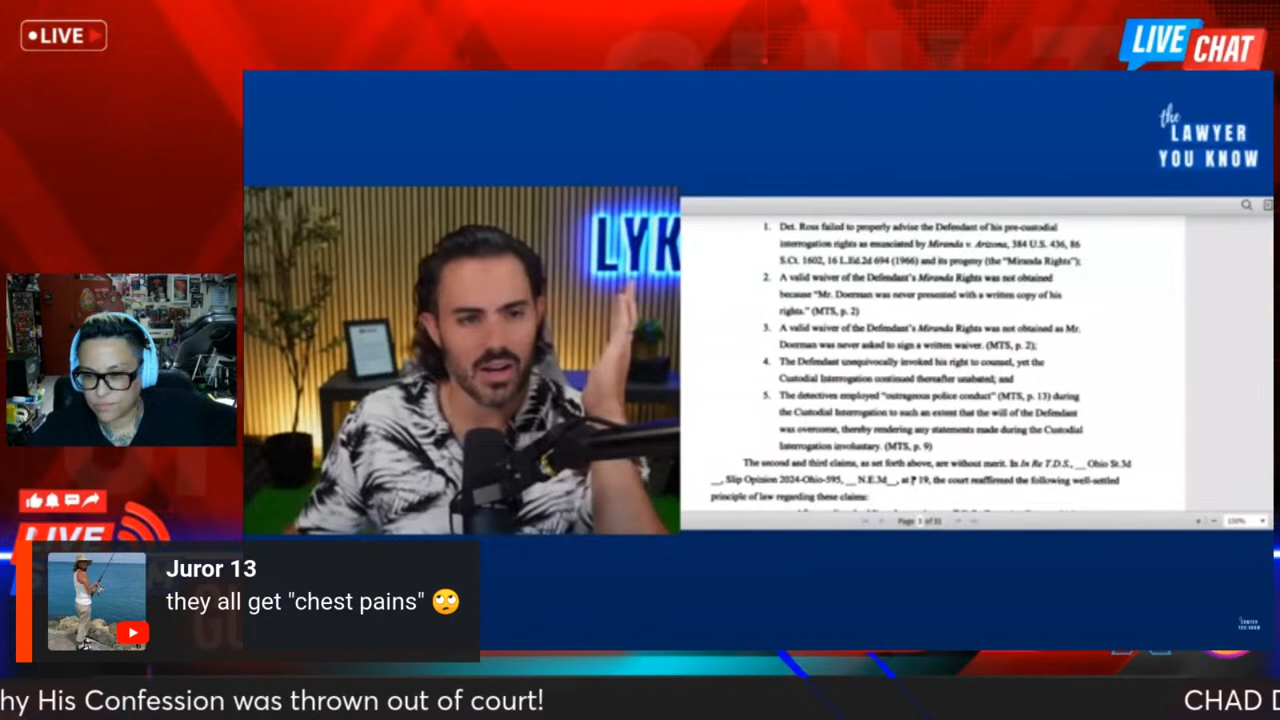 LIVE
LIVE CHAT
the
LAWYER
YOU KNOW
LYK
1. Det. Ross failed to properly advise the Defendant of his pre-custodial
interrogation rights as enunciated by Miranda v. Arizona, 384 U.S. 436, 86
S.Ct. 1602, 16 L.Ed.2d 694 (1966) and its progeny (the "Miranda Rights");
2. A valid waiver of the Defendant's Miranda Rights was not obtained
because "Mr. Doerman was never presented with a written copy of his
rights." (MTS, p. 2)
3. A valid waiver of the Defendant's Miranda Rights was not obtained as Mr.
Doerman was never asked to sign a written waiver. (MTS, p. 2);
4. The Defendant unequivocally invoked his right to counsel, yet the
Custodial Interrogation continued thereafter unabated; and
5. The detectives employed "outrageous police conduct" (MTS, p. 13) during
the Custodial Interrogation to such an extent that the will of the Defendant
was overcome, thereby rendering any statements made during the Custodial
Interrogation involuntary. (MTS, p. 9)
The second and third claims, as set forth above, are without merit. In In Re T.D.S., __ Ohio St.3d
__, Slip Opinion 2024-Ohio-595, __ N.E.3d__, at ¶ 19, the court reaffirmed the following well-settled
principle of law regarding these claims:
Page 3 of 31
100%
LIVE
Juror 13
they all get "chest pains" 🙄
hy His Confession was thrown out of court!
CHAD D